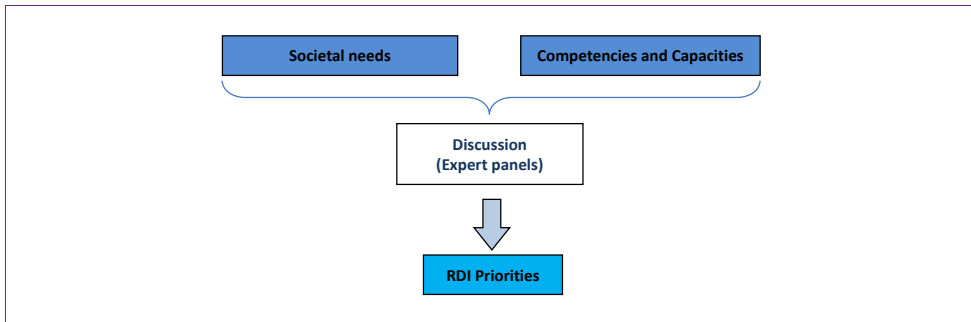 Societal needs
Competencies and Capacities
Discussion
(Expert panels)
RDI Priorities